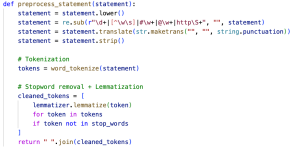 def preprocess_statement(statement):
statement = statement.lower()
statement = re.sub(r"\d+|[^\w\s]|#\w+|@\w+|http\S+", "", statement)
statement = statement.translate(str.maketrans("", "", string.punctuation))
statement = statement.strip()
# Tokenization
tokens = word_tokenize(statement)
# Stopword removal + Lemmatization
cleaned_tokens = [
lemmatizer.lemmatize(token)
for token in tokens
if token not in stop_words
]
return " ".join(cleaned_tokens)